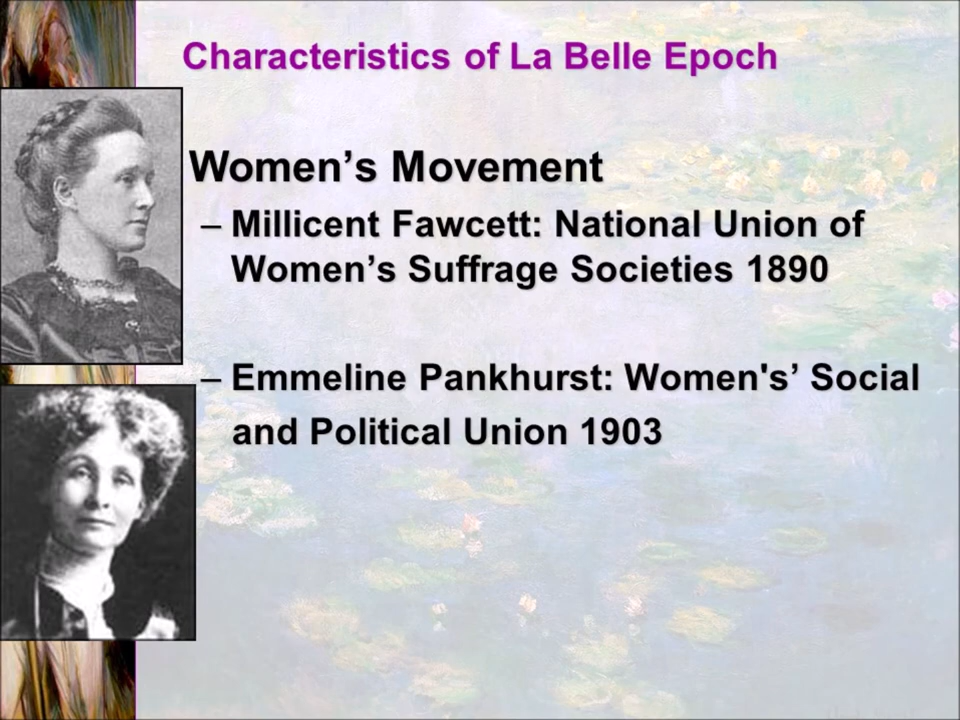 Characteristics of La Belle Epoch
Women’s Movement
– Millicent Fawcett: National Union of
Women’s Suffrage Societies 1890
– Emmeline Pankhurst: Women's’ Social
and Political Union 1903